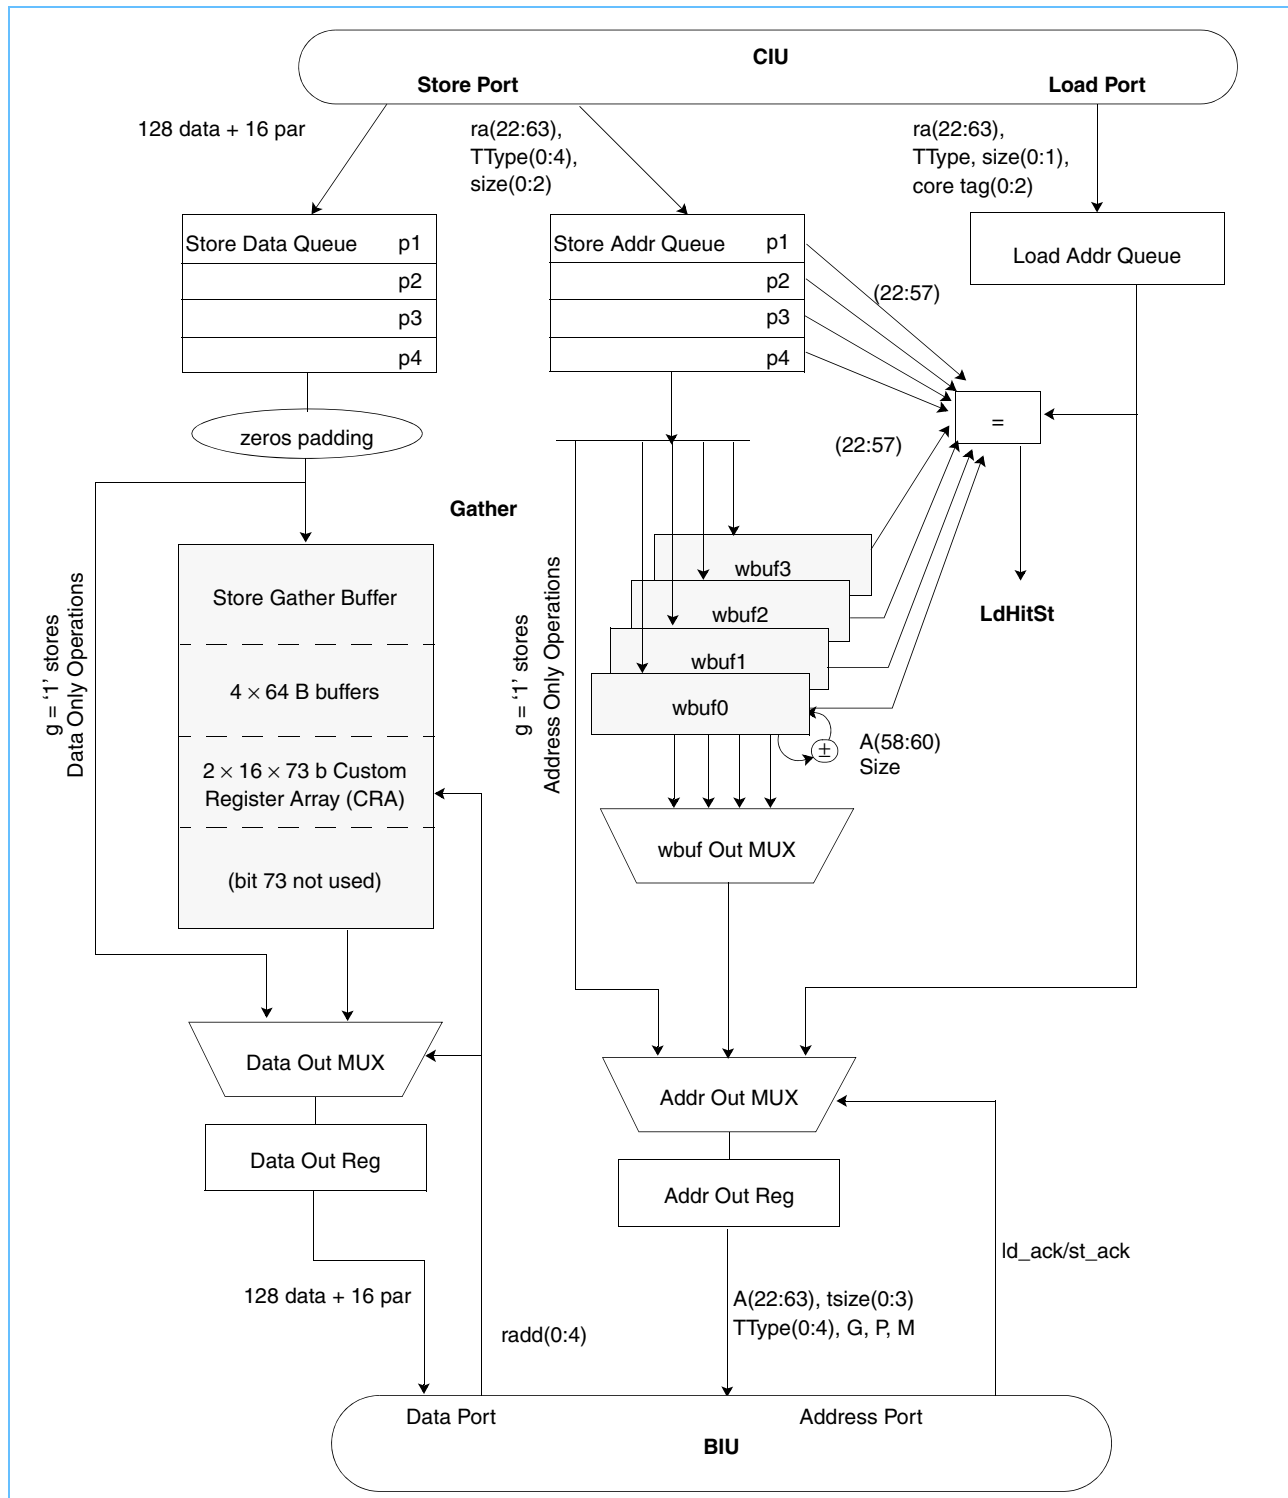 CIU
Store Port
Load Port
128 data + 16 par
ra(22:63),
TType(0:4),
size(0:2)
ra(22:63),
TType, size(0:1),
core tag(0:2)
Store Data Queue p1
p2
p3
p4
Store Addr Queue p1
p2
p3
p4
Load Addr Queue
(22:57)
=
zeros padding
(22:57)
Gather
LdHitSt
g = ‘1’ stores
Data Only Operations
Store Gather Buffer
4 × 64 B buffers
2 × 16 × 73 b Custom
Register Array (CRA)
(bit 73 not used)
g = ‘1’ stores
Address Only Operations
wbuf3
wbuf2
wbuf1
wbuf0
±
A(58:60)
Size
wbuf Out MUX
Data Out MUX
Addr Out MUX
Data Out Reg
Addr Out Reg
ld_ack/st_ack
128 data + 16 par
A(22:63), tsize(0:3)
TType(0:4), G, P, M
radd(0:4)
Data Port
Address Port
BIU